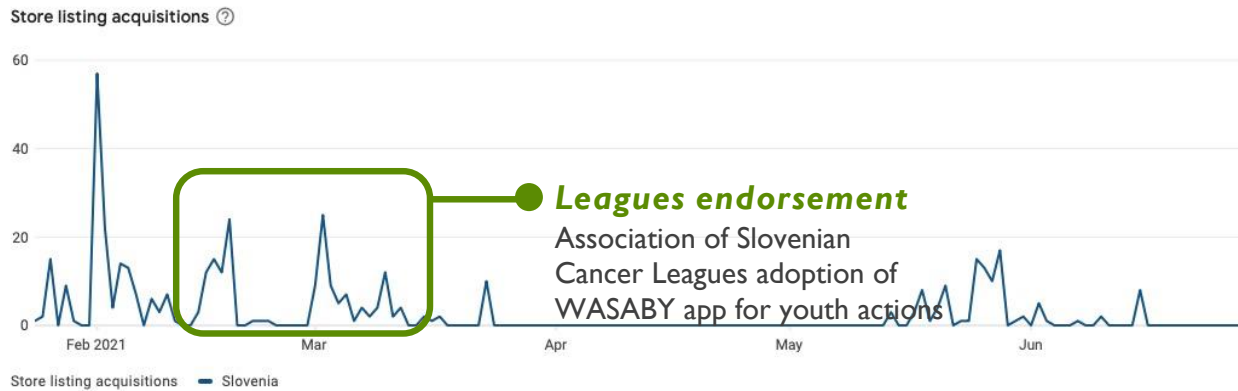 Store listing acquisitions ?
60
40
20
0
Leagues endorsement
Association of Slovenian
Cancer Leagues adoption of
WASABY app for youth actions
Feb 2021 Mar Apr May Jun
Store listing acquisitions Slovenia